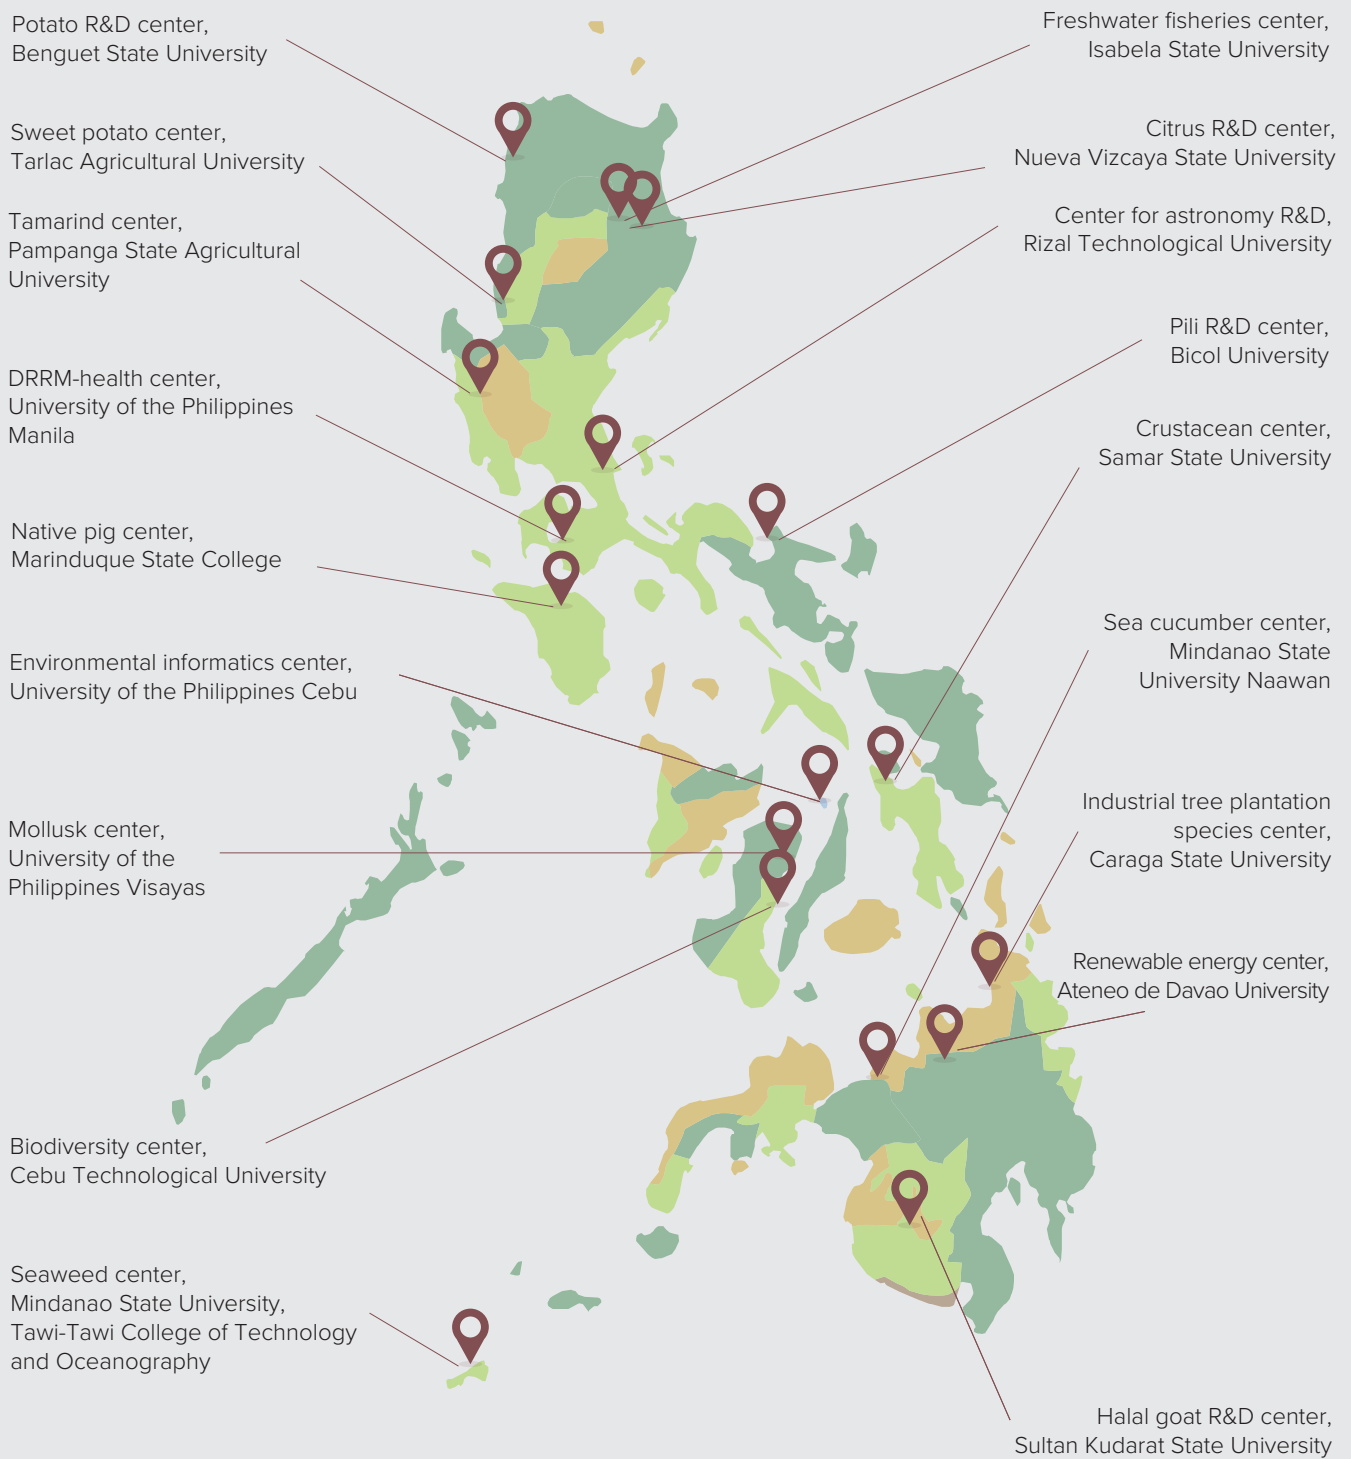 Potato R&D center,
Benguet State University
Sweet potato center,
Tarlac Agricultural University
Tamarind center,
Pampanga State Agricultural
University
DRRM-health center,
University of the Philippines
Manila
Native pig center,
Marinduque State College
Environmental informatics center,
University of the Philippines Cebu
Mollusk center,
University of the
Philippines Visayas
Biodiversity center,
Cebu Technological University
Seaweed center,
Mindanao State University,
Tawi-Tawi College of Technology
and Oceanography
Freshwater fisheries center,
Isabela State University
Citrus R&D center,
Nueva Vizcaya State University
Center for astronomy R&D,
Rizal Technological University
Pili R&D center,
Bicol University
Crustacean center,
Samar State University
Sea cucumber center,
Mindanao State
University Naawan
Industrial tree plantation
species center,
Caraga State University
Renewable energy center,
Ateneo de Davao University
Halal goat R&D center,
Sultan Kudarat State University